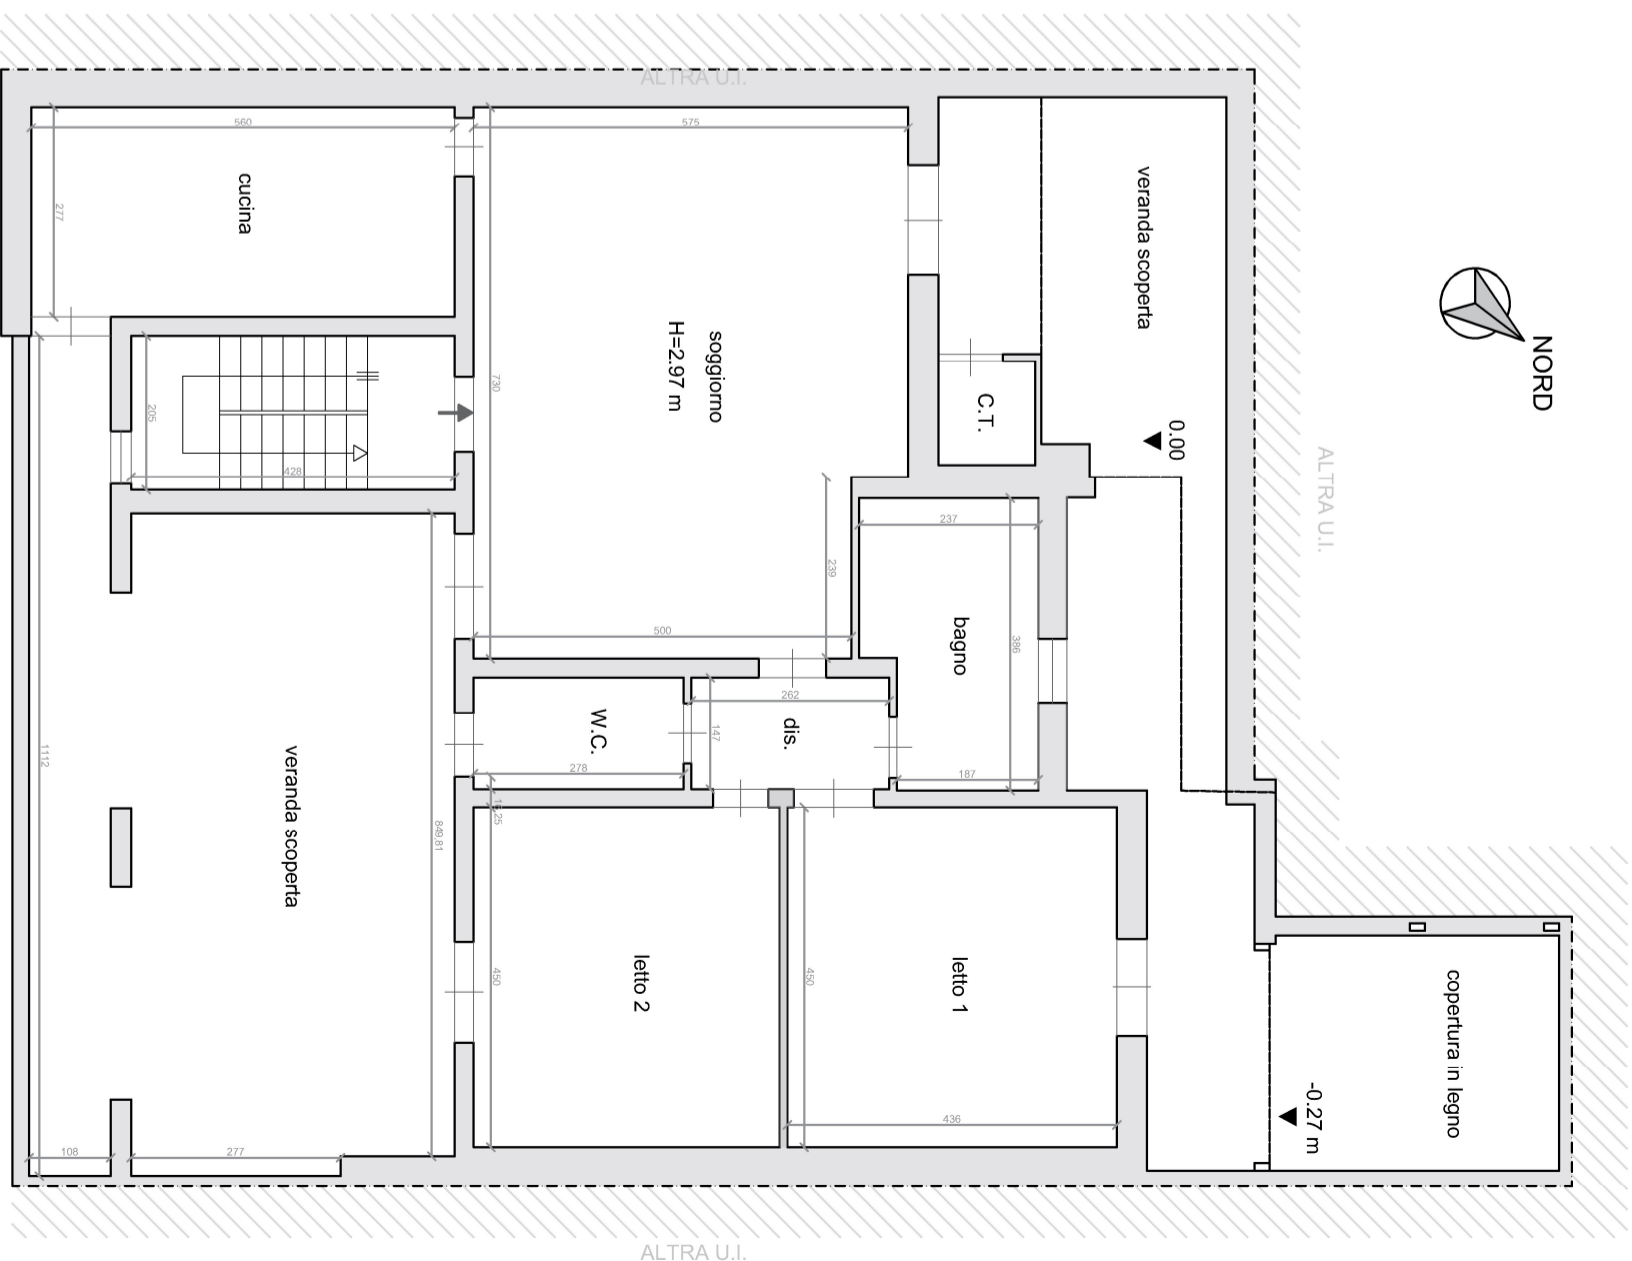 ALTRA U.I.
560
575
277
cucina
veranda scoperta
NORD
soggiorno
H=2.97 m
730
205
428
C.T.
0.00
ALTRA U.I.
237
239
386
bagno
500
262
W.C.
147
dis.
278
187
1112
veranda scoperta
849,81
450
letto 2
450
letto 1
copertura in legno
-0.27 m
436
108
277
ALTRA U.I.